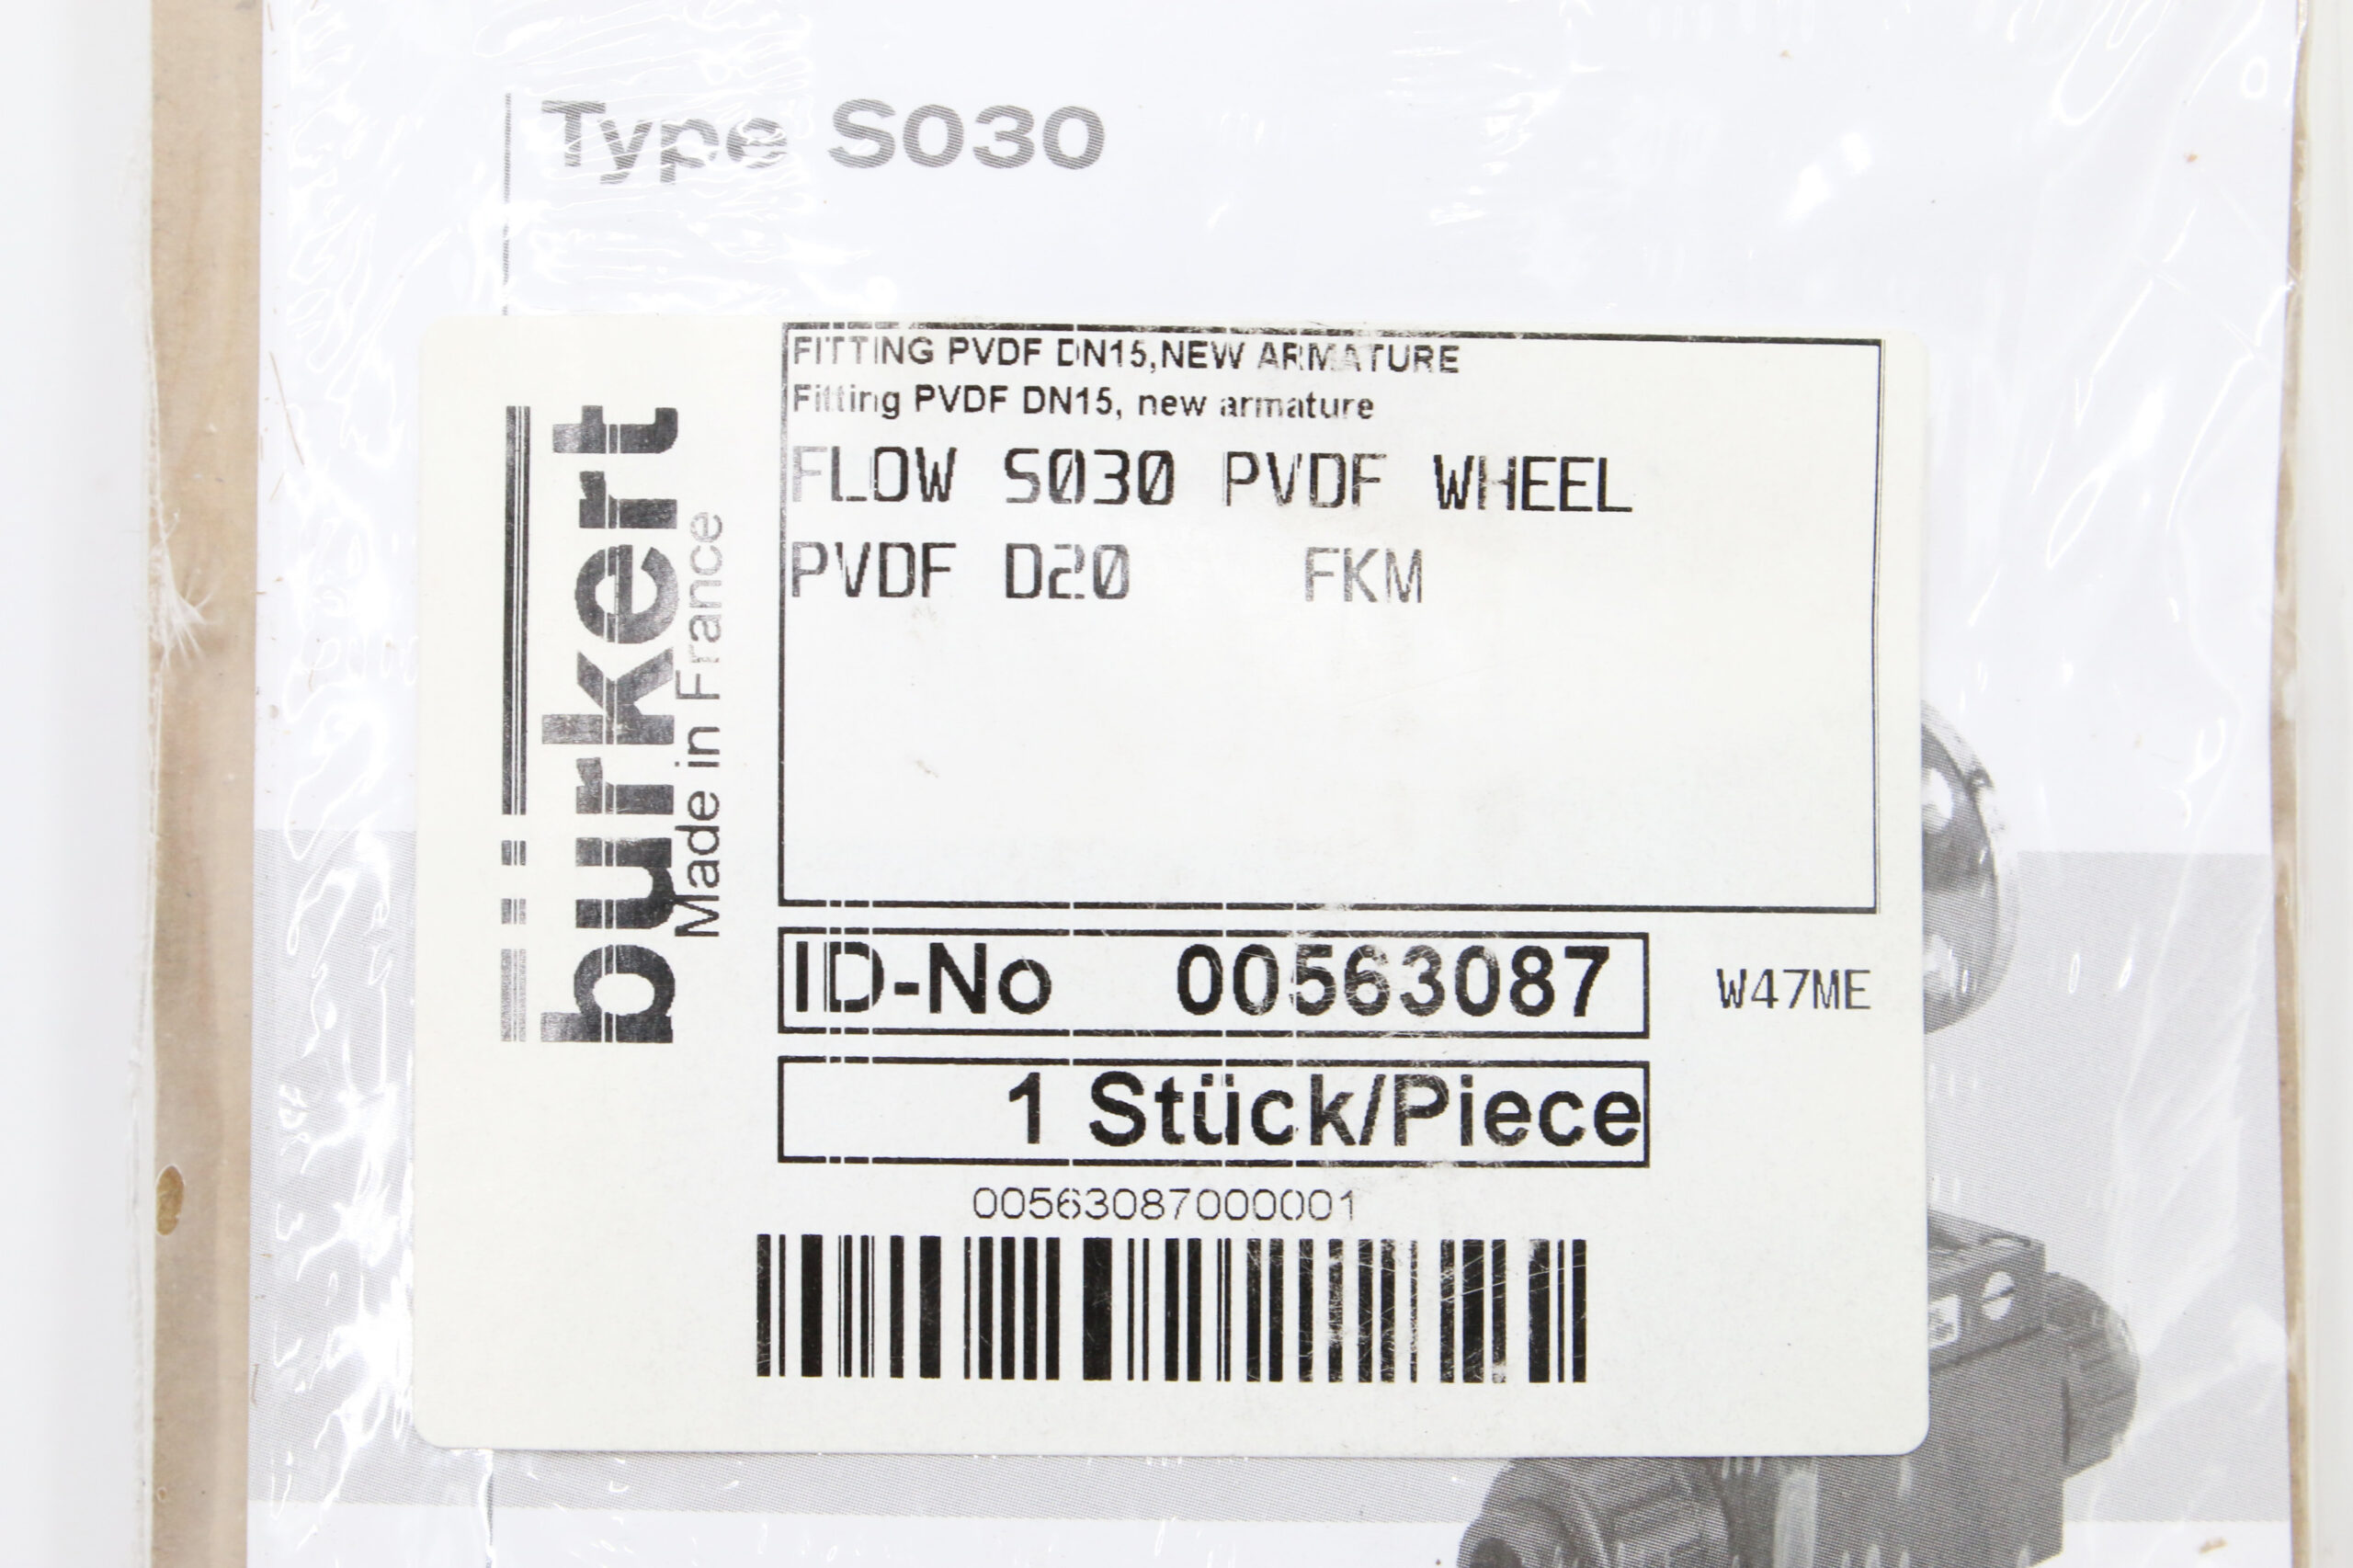 Type S030
bürkert
Made in France
FITTING PVDF DN15,NEW ARMATURE
Fitting PVDF DN15, new armature
FLOW S030 PVDF WHEEL
PVDF D20 FKM
ID-No 00563087
W47ME
1 Stück/Piece
00563087000001